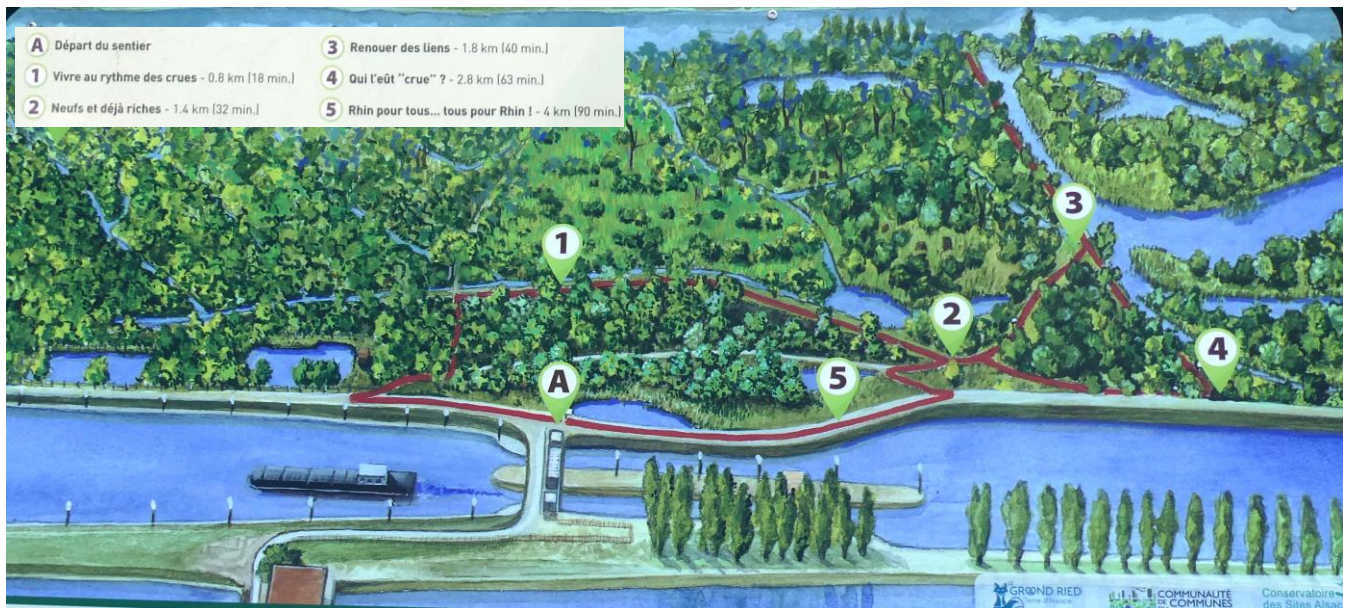 A Départ du sentier
1 Vivre au rythme des crues - 0.8 km (18 min.)
2 Neufs et déjà riches - 1.4 km (32 min.)
3 Renouer des liens - 1.8 km (40 min.)
4 Qui l'eût "crue" ? - 2.8 km (63 min.)
5 Rhin pour tous... tous pour Rhin ! - 4 km (90 min.)
3
1
2
4
A
5
GROND RIED
Terre d'Alsace
COMMUNAUTÉ
DE COMMUNES
Conservatoire
des Sites Alsac